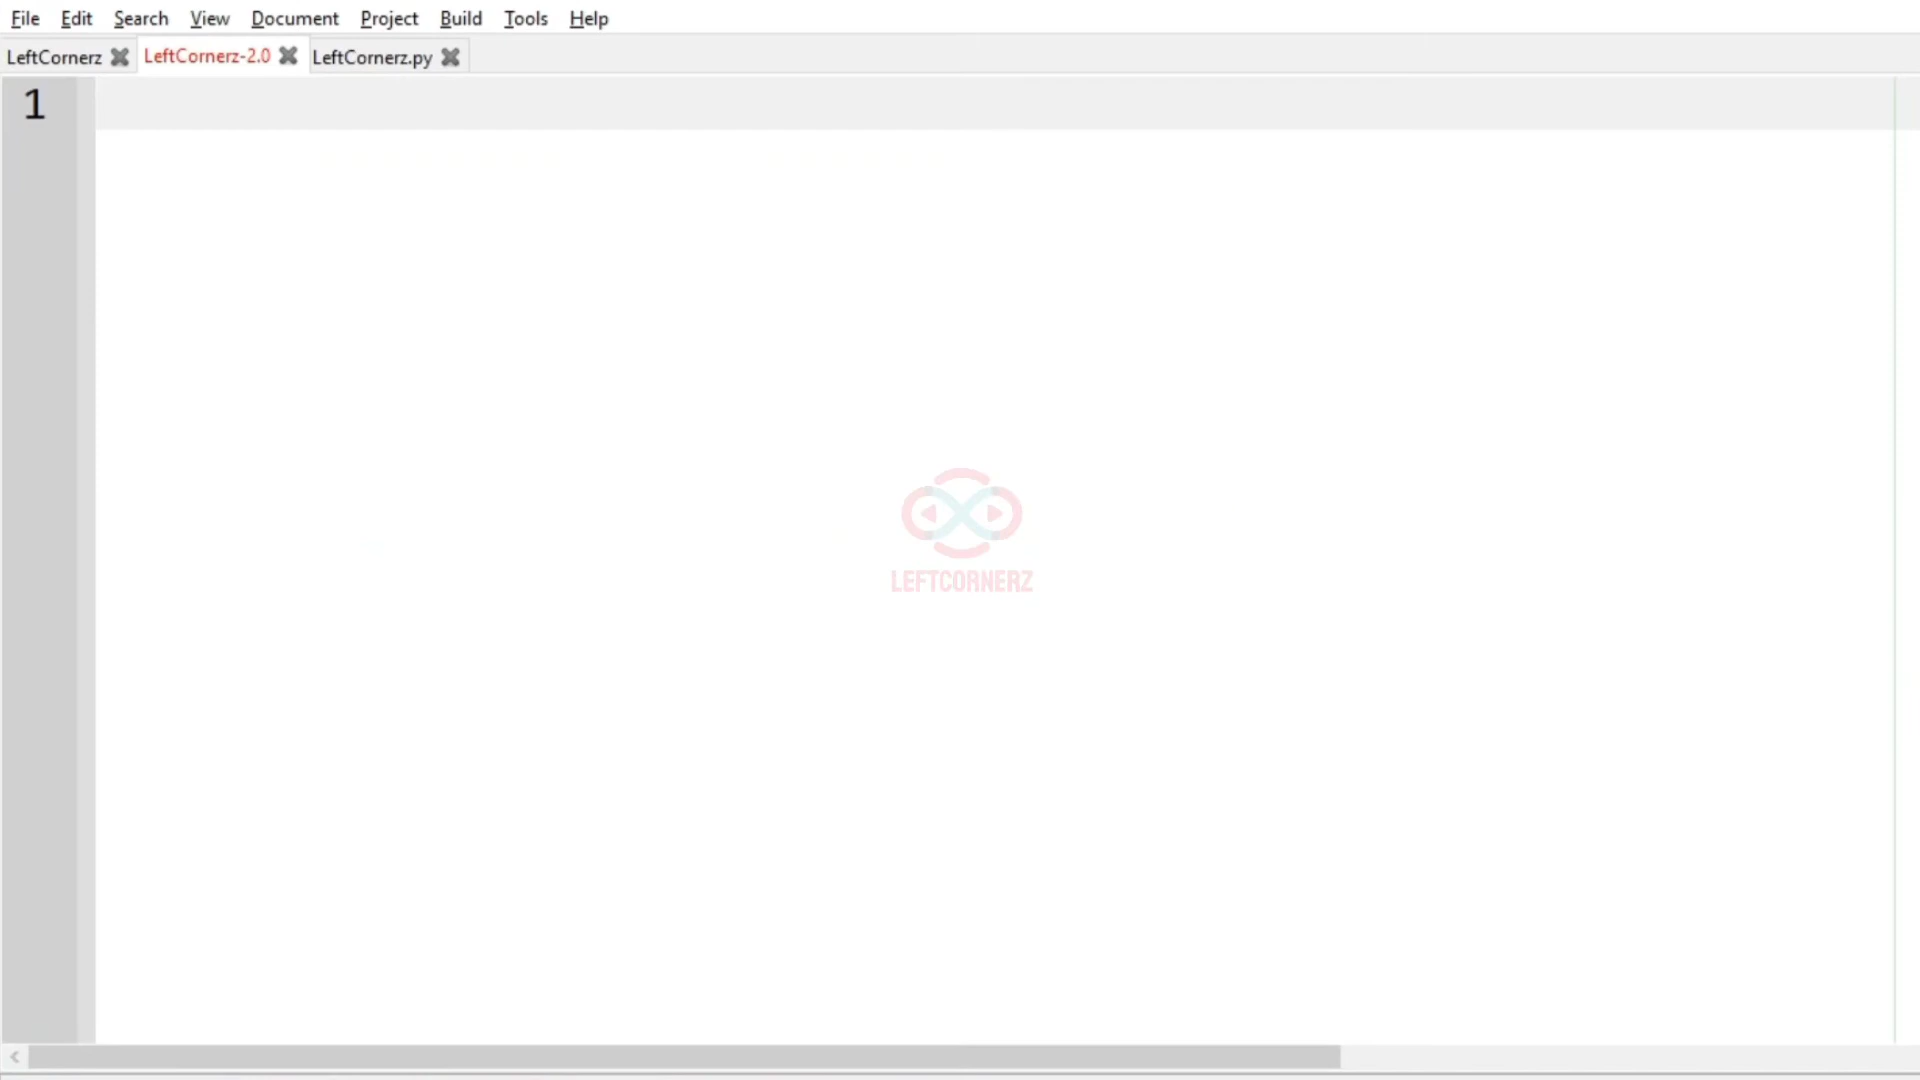 File Edit Search View Document Project Build Tools Help
LeftCornerz LeftCornerz-2.0 LeftCornerz.py
1
LEFTCORNERZ